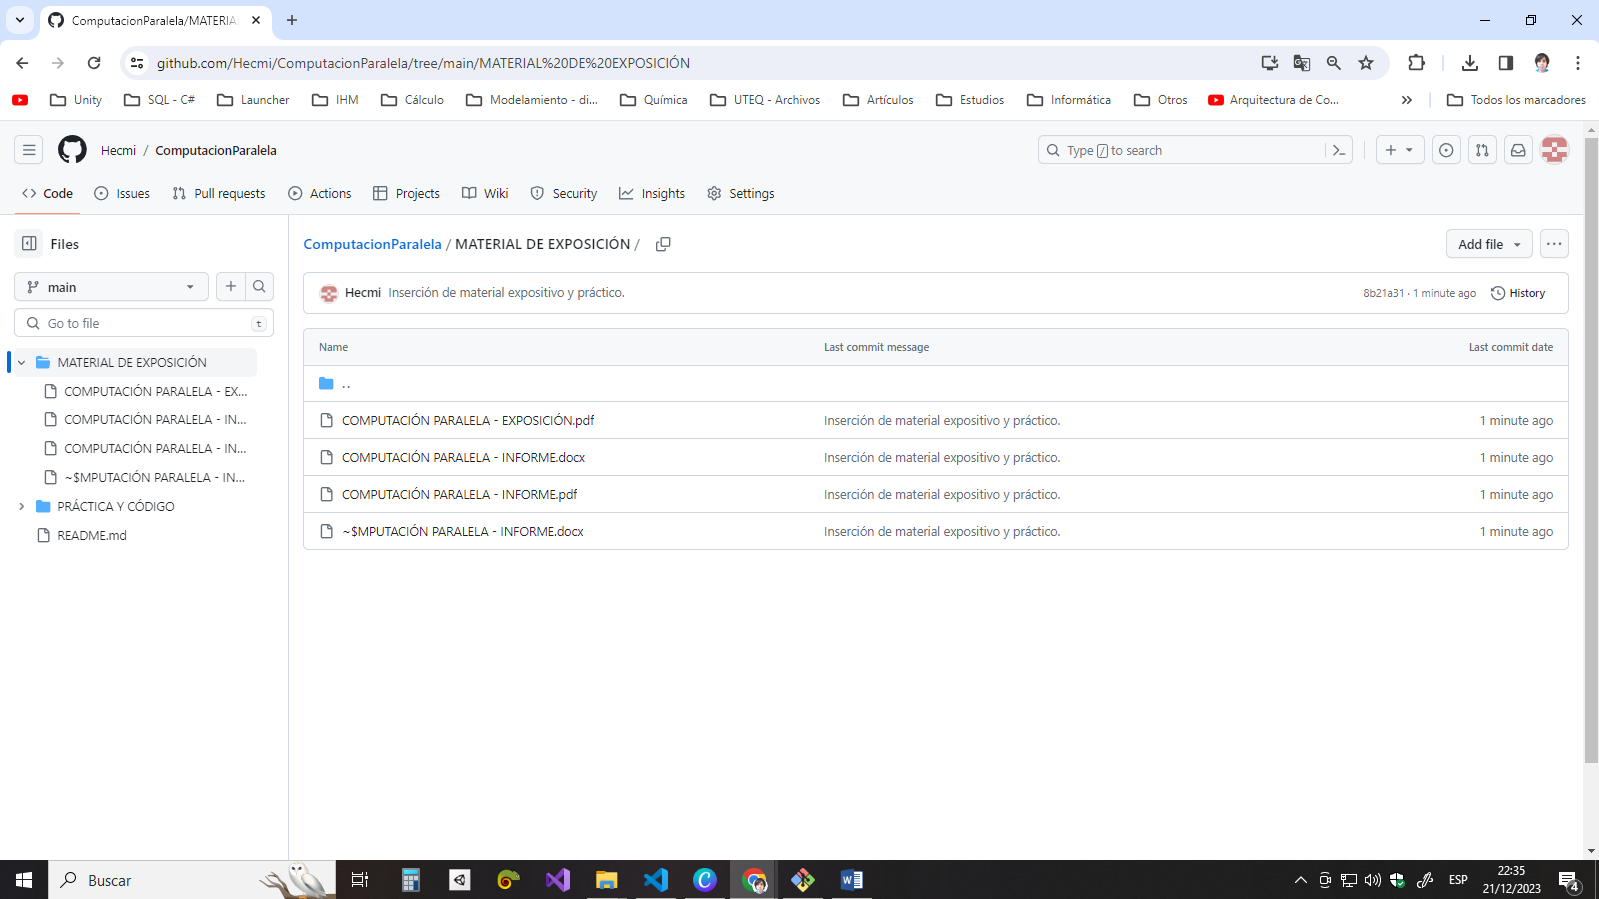 ComputacionParalela/MATERIA
github.com/Hecmi/ComputacionParalela/tree/main/MATERIAL%20DE%20EXPOSICIÓN
Unity
SQL - C#
Launcher
IHM
Cálculo
Modelamiento - di...
Química
UTEQ - Archivos
Artículos
Estudios
Informática
Otros
Arquitectura de Co...
Todos los marcadores
Hecmi / ComputacionParalela
Type / to search
Code
Issues
Pull requests
Actions
Projects
Wiki
Security
Insights
Settings
Files
main
Go to file
t
MATERIAL DE EXPOSICIÓN
COMPUTACIÓN PARALELA - EX...
COMPUTACIÓN PARALELA - IN...
COMPUTACIÓN PARALELA - IN...
~$MPUTACIÓN PARALELA - IN...
PRÁCTICA Y CÓDIGO
README.md
ComputacionParalela / MATERIAL DE EXPOSICIÓN /
Add file
Hecmi Inserción de material expositivo y práctico.
8b21a31 · 1 minute ago
History
Name Last commit message Last commit date
..
COMPUTACIÓN PARALELA - EXPOSICIÓN.pdf Inserción de material expositivo y práctico. 1 minute ago
COMPUTACIÓN PARALELA - INFORME.docx Inserción de material expositivo y práctico. 1 minute ago
COMPUTACIÓN PARALELA - INFORME.pdf Inserción de material expositivo y práctico. 1 minute ago
~$MPUTACIÓN PARALELA - INFORME.docx Inserción de material expositivo y práctico. 1 minute ago
Buscar
ESP
22:35
21/12/2023
4